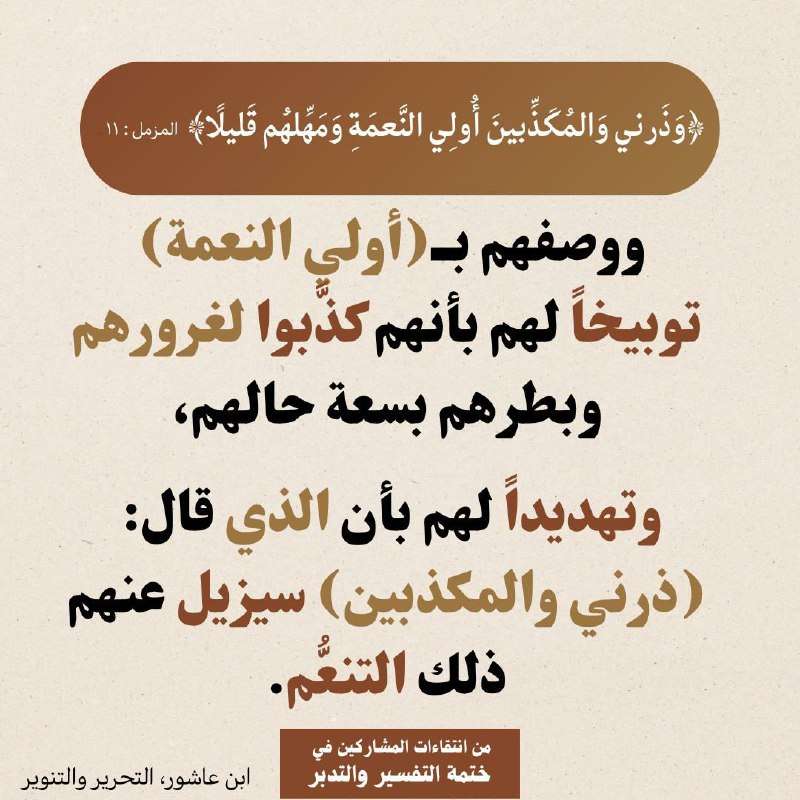 ﴿وَذَرني وَالمُكَذِّبينَ أُولِي النَّعمَةِ وَمَهِّلهُم قَليلًا﴾ المزمل: ١١
ووصفهم بـ(أولي النعمة)
توبيخاً لهم بأنهم كذَّبوا لغرورهم
وبطرهم بسعة حالهم،
وتهديداً لهم بأن الذي قال:
(ذرني والمكذبين) سيزيل عنهم
ذلك التنعُّم.
من انتقاءات المشاركين في
ختمة التفسير والتدبر
ابن عاشور، التحرير والتنوير